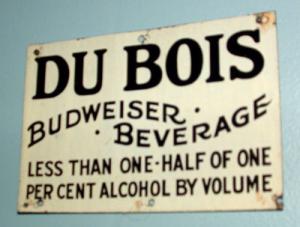 DU BOIS
BUDWEISER·
·BEVERAGE
LESS THAN ONE-HALF OF ONE
PER CENT ALCOHOL BY VOLUME